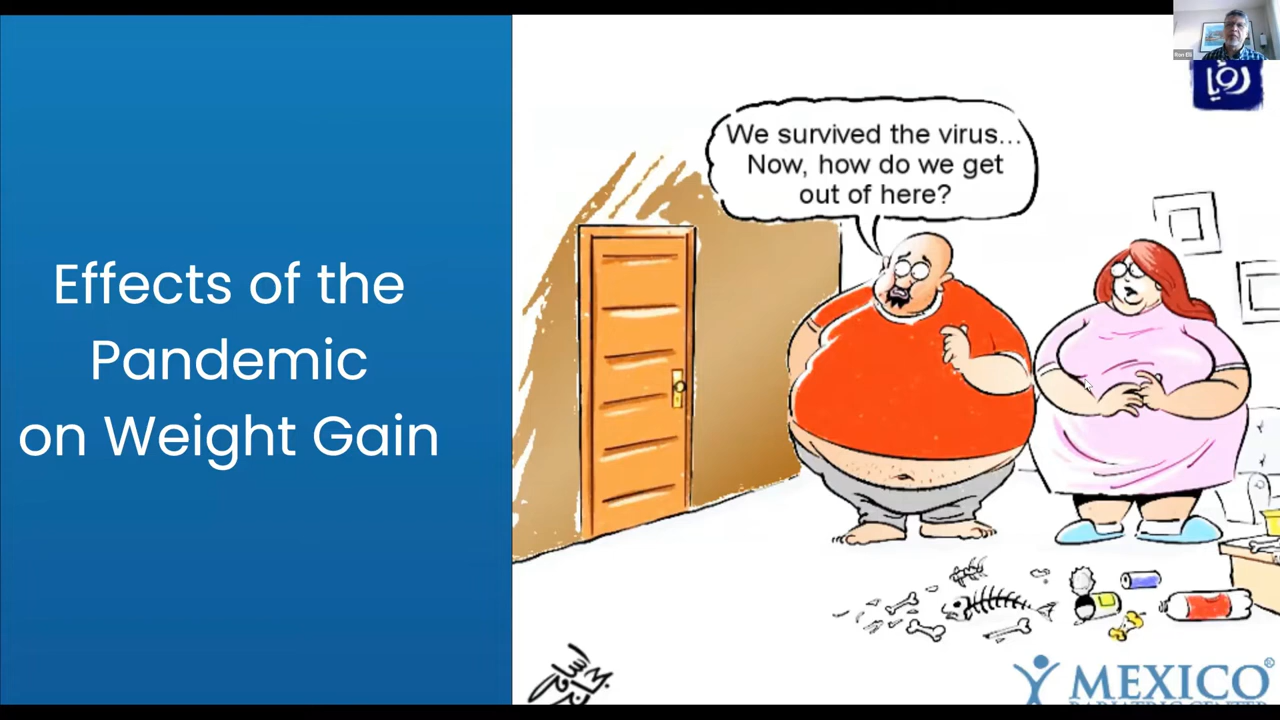 Effects of the
Pandemic
on Weight Gain
We survived the virus...
Now, how do we get
out of here?
رؤيا
MEXICO